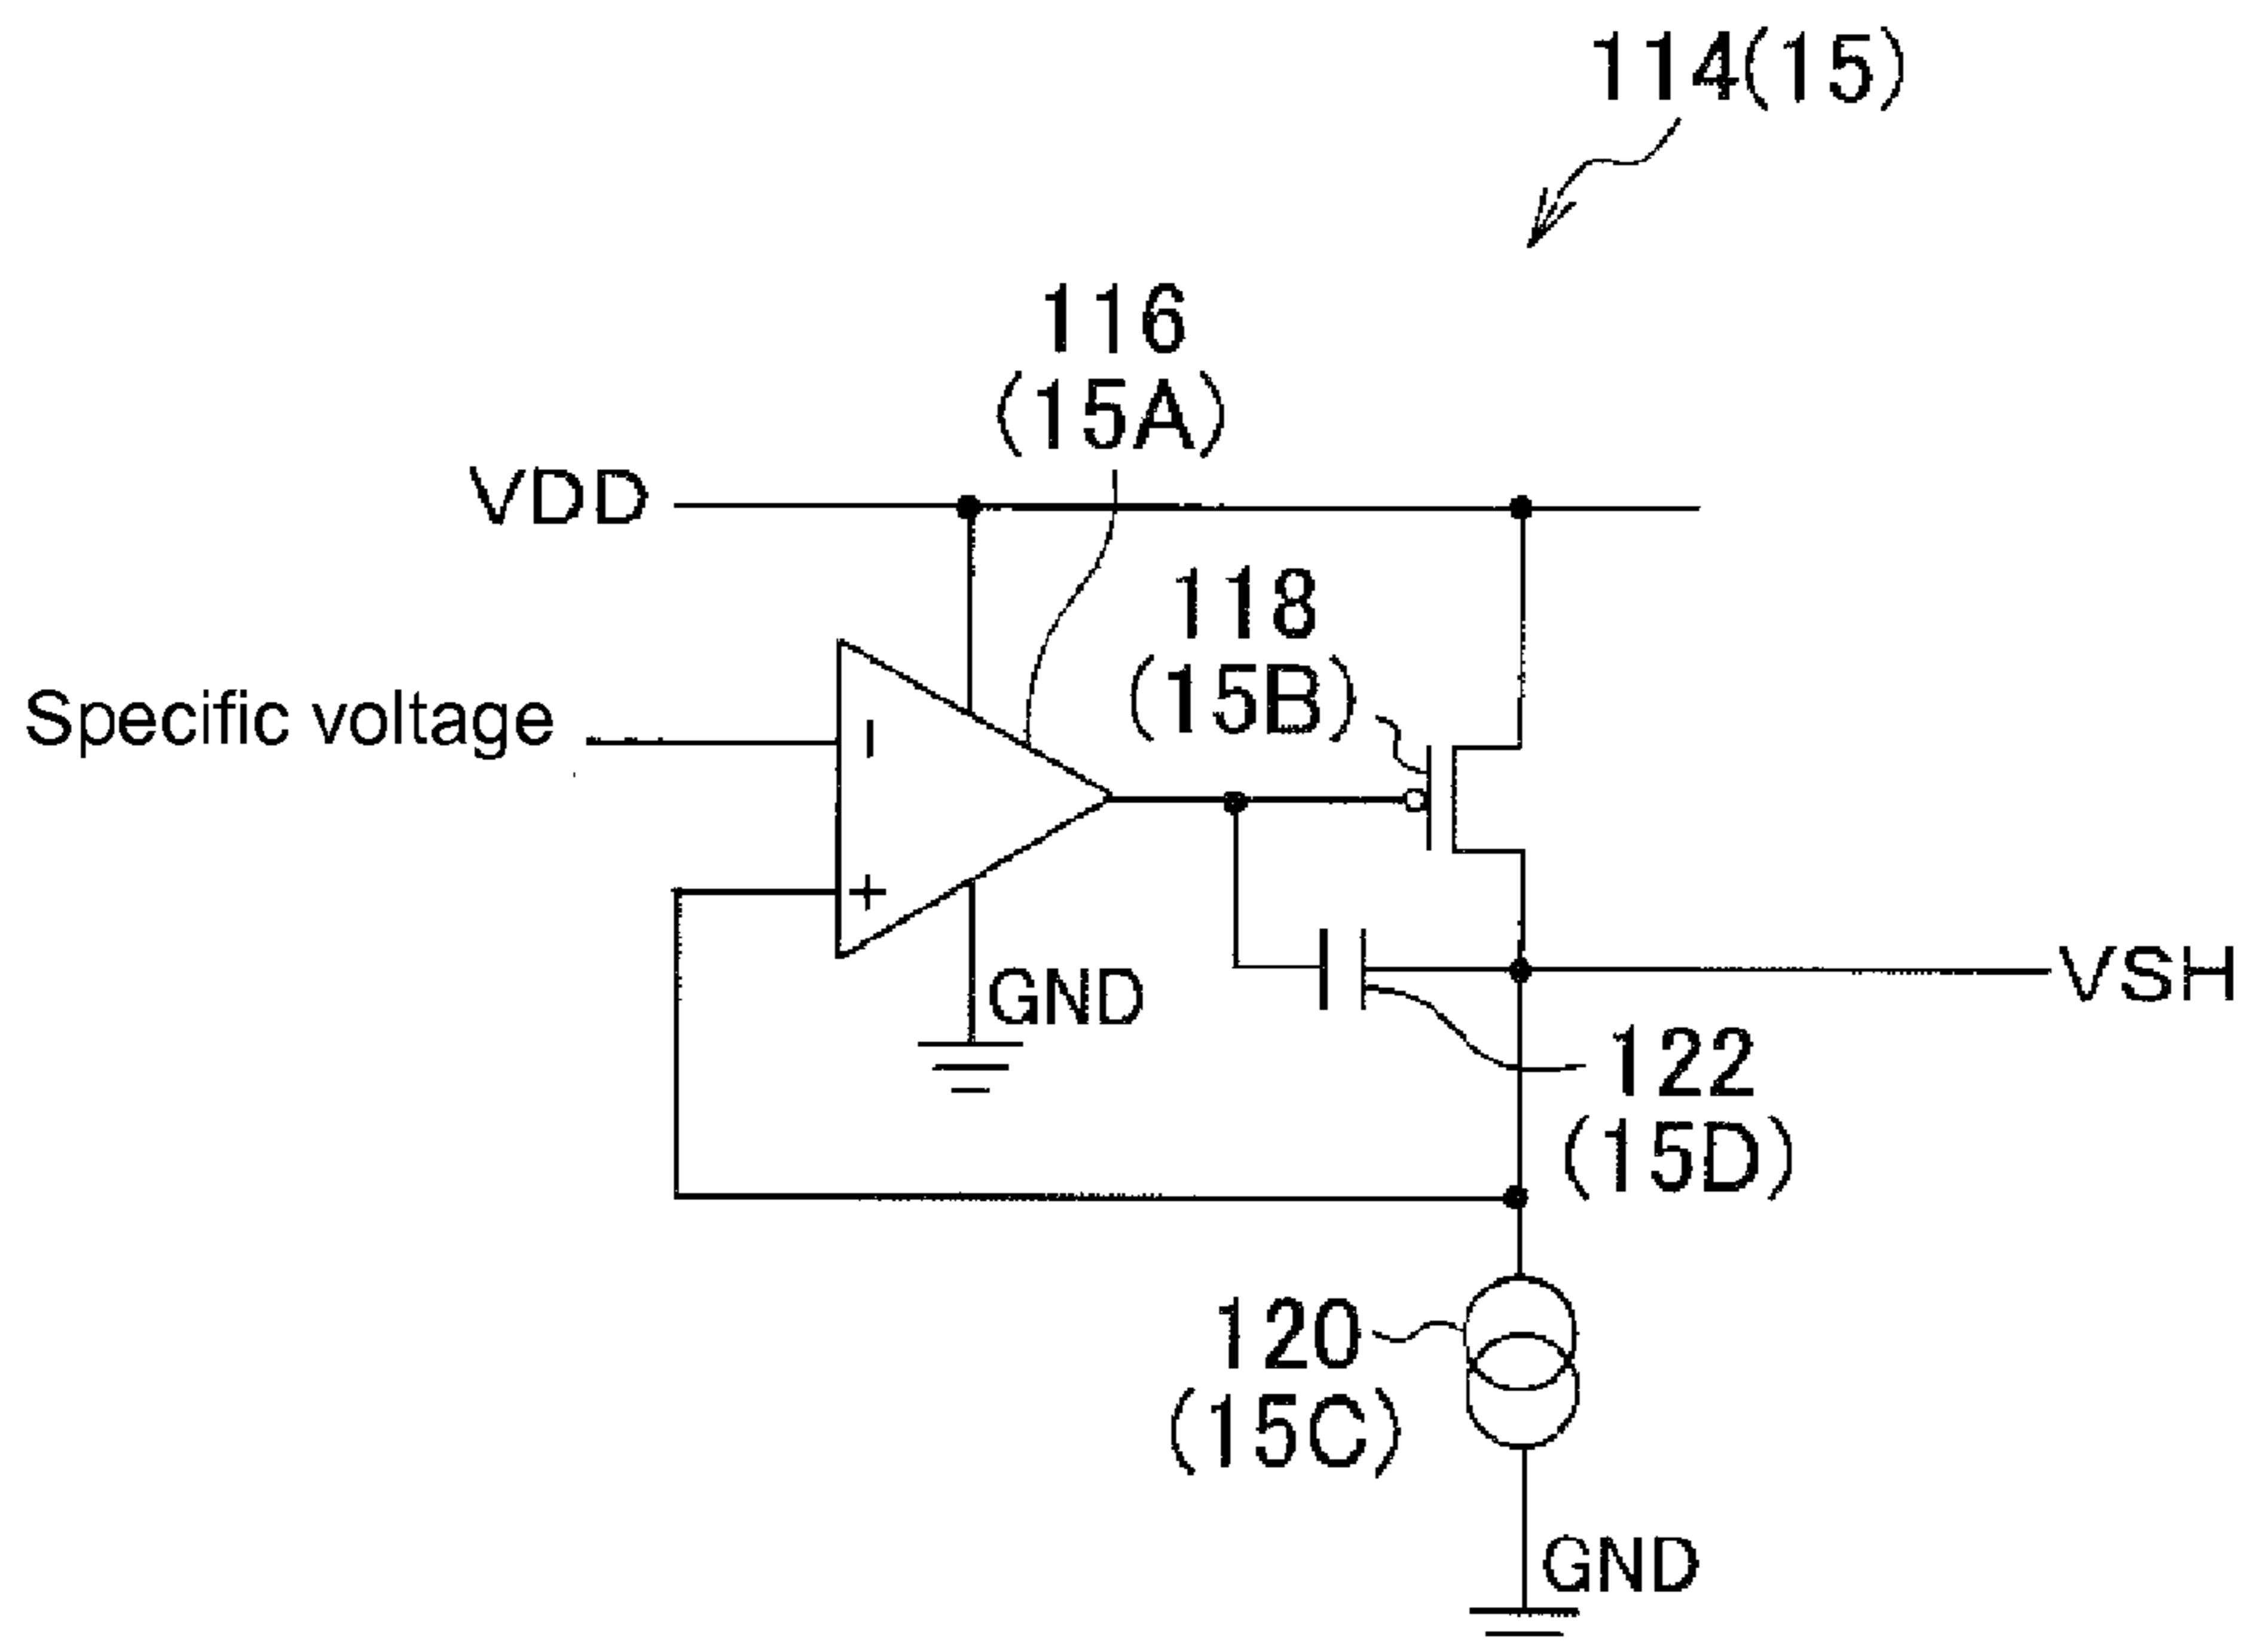 114(15)
116
(15A)
VDD
118
(15B)
Specific voltage
−
+
GND
VSH
122
(15D)
120
(15C)
GND